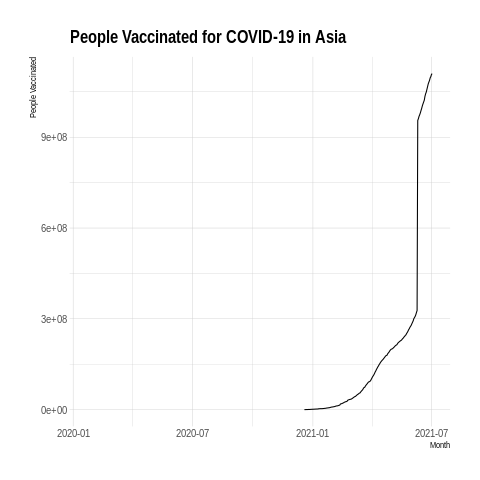 People Vaccinated for COVID-19 in Asia
People Vaccinated
9e+08
6e+08
3e+08
0e+00
2020-01 2020-07 2021-01 2021-07
Month